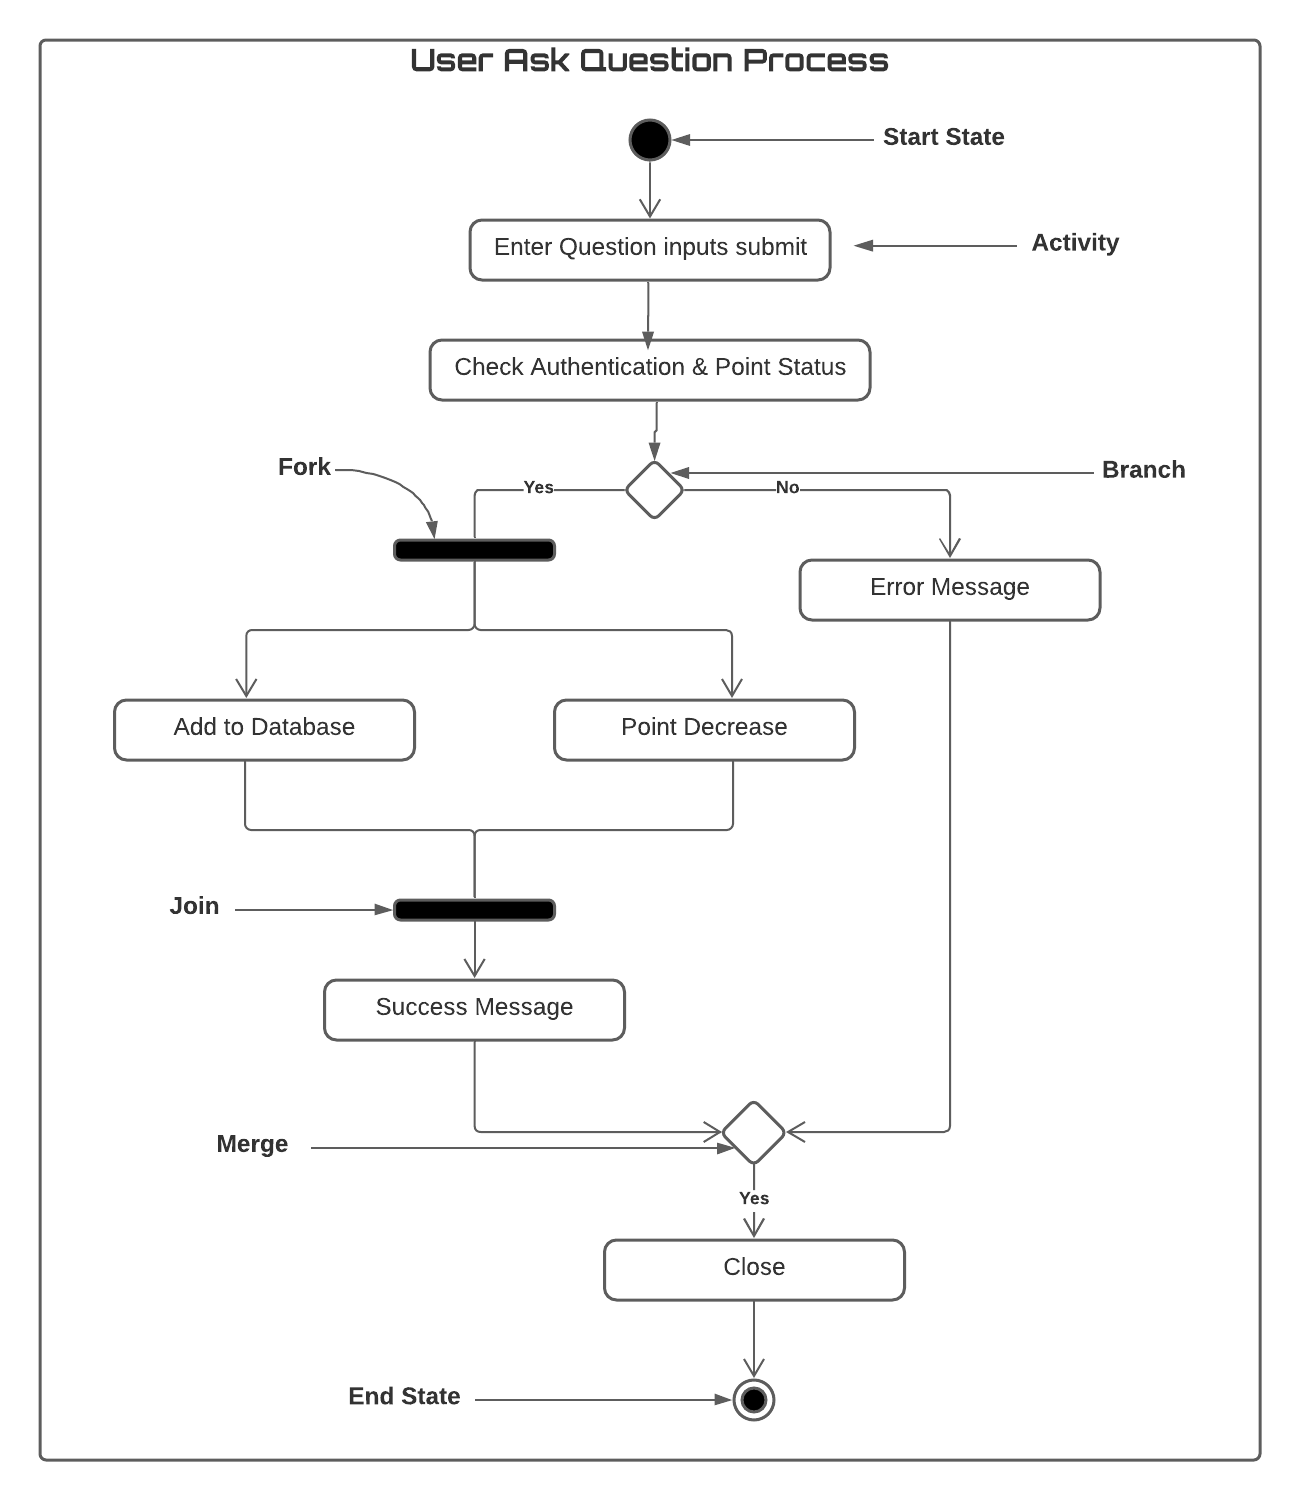 User Ask Question Process
Start State
Enter Question inputs submit
Activity
Check Authentication & Point Status
Fork
Branch
Yes
No
Error Message
Add to Database
Point Decrease
Join
Success Message
Merge
Yes
Close
End State